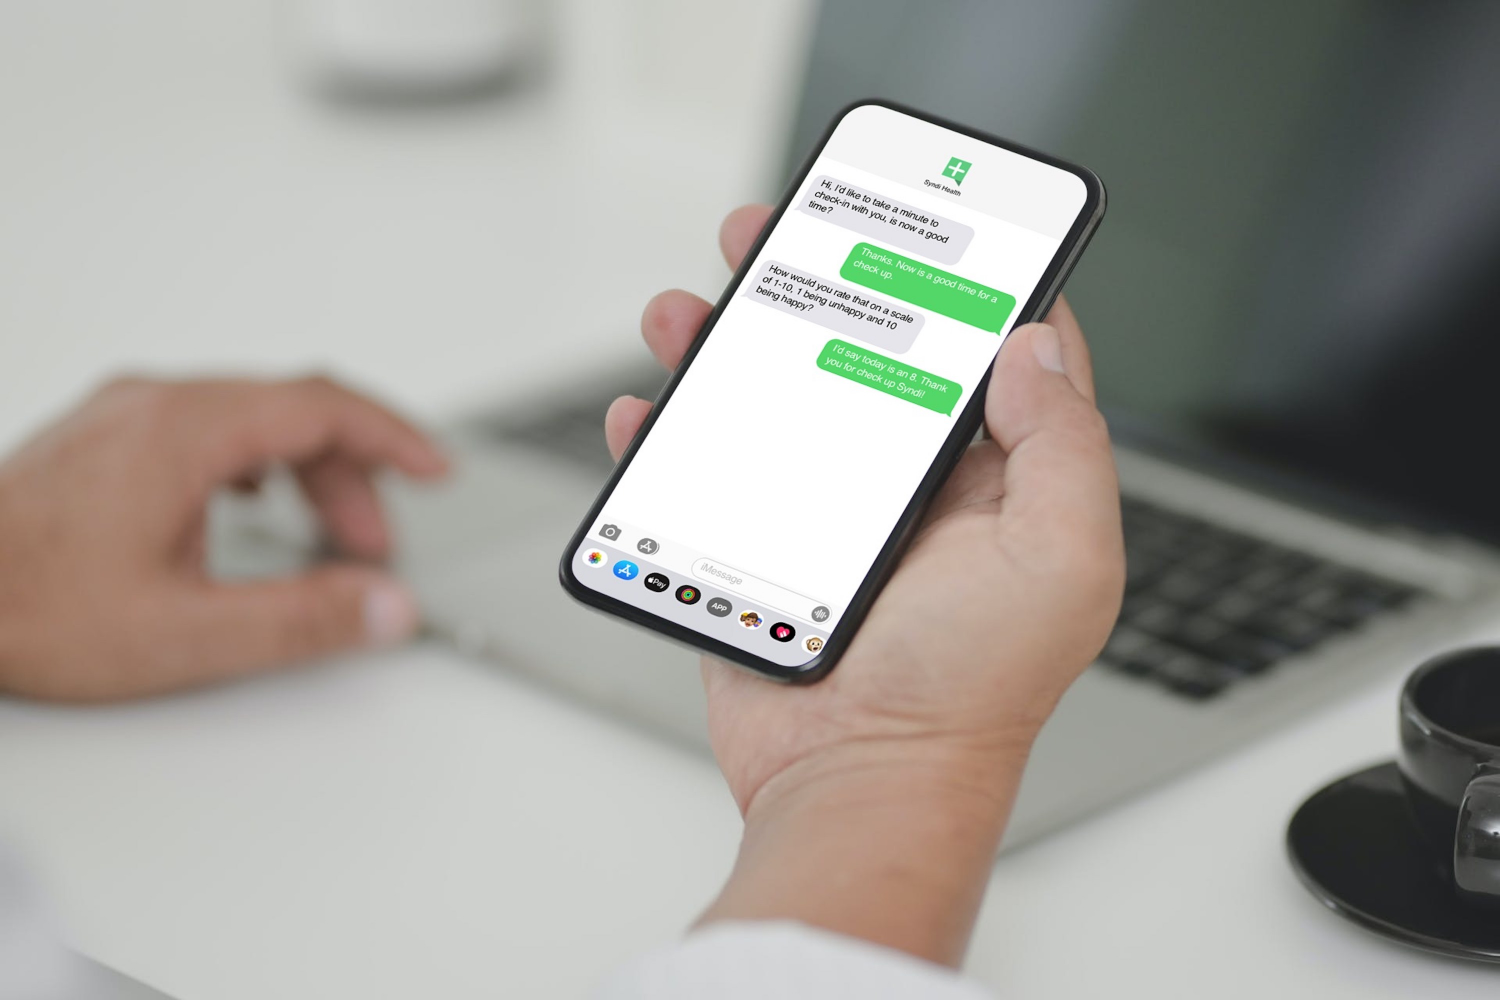 Syndi Health
Hi, I'd like to take a minute to
check-in with you, is now a good
time?
Thanks. Now is a good time for a
check up.
How would you rate that on a scale
of 1-10. 1 being unhappy and 10
being happy?
I'd say today is an 8. Thank
you for check up Syndi!
iMessage
Pay
APP